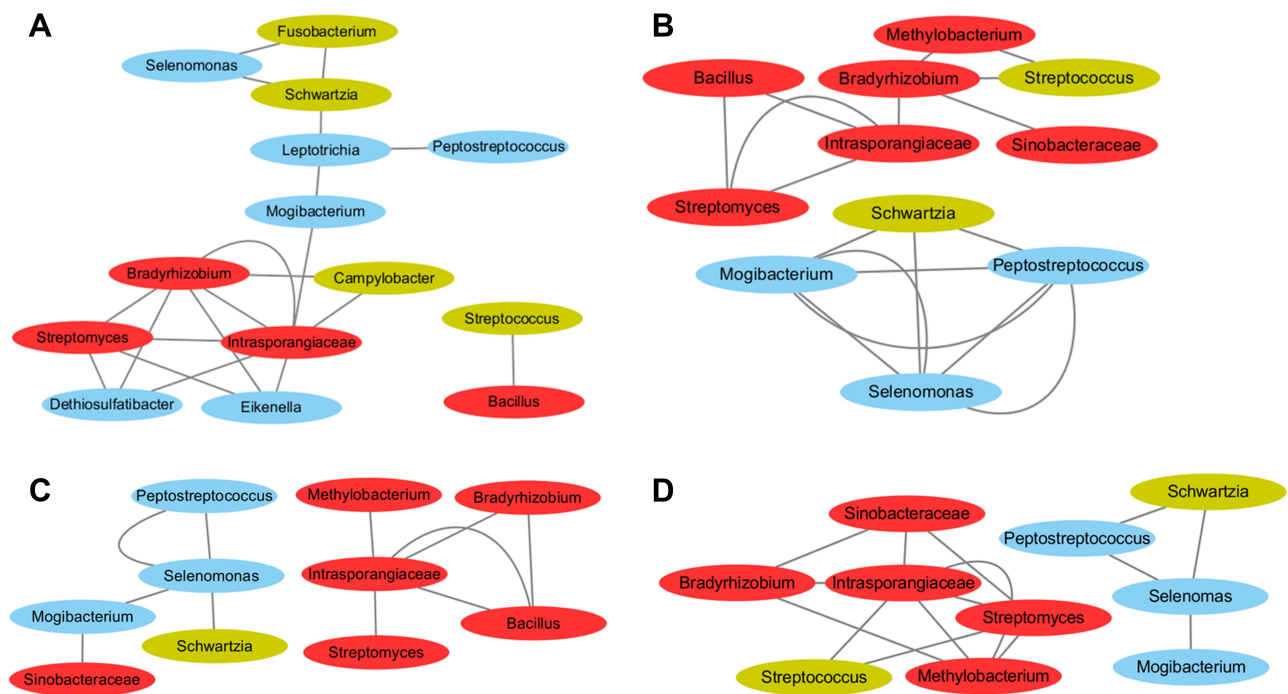 A
Fusobacterium
Selenomonas
Schwartzia
Leptotrichia
Peptostreptococcus
Mogibacterium
Bradyrhizobium
Campylobacter
Streptomyces
Intrasporangiaceae
Streptococcus
Dethiosulfatibacter
Eikenella
Bacillus
B
Methylobacterium
Bacillus
Bradyrhizobium
Streptococcus
Intrasporangiaceae
Sinobacteraceae
Streptomyces
Schwartzia
Mogibacterium
Peptostreptococcus
Selenomonas
C
Peptostreptococcus
Methylobacterium
Bradyrhizobium
Selenomonas
Intrasporangiaceae
Mogibacterium
Bacillus
Schwartzia
Streptomyces
Sinobacteraceae
D
Schwartzia
Sinobacteraceae
Peptostreptococcus
Bradyrhizobium
Intrasporangiaceae
Selenomas
Streptomyces
Mogibacterium
Streptococcus
Methylobacterium